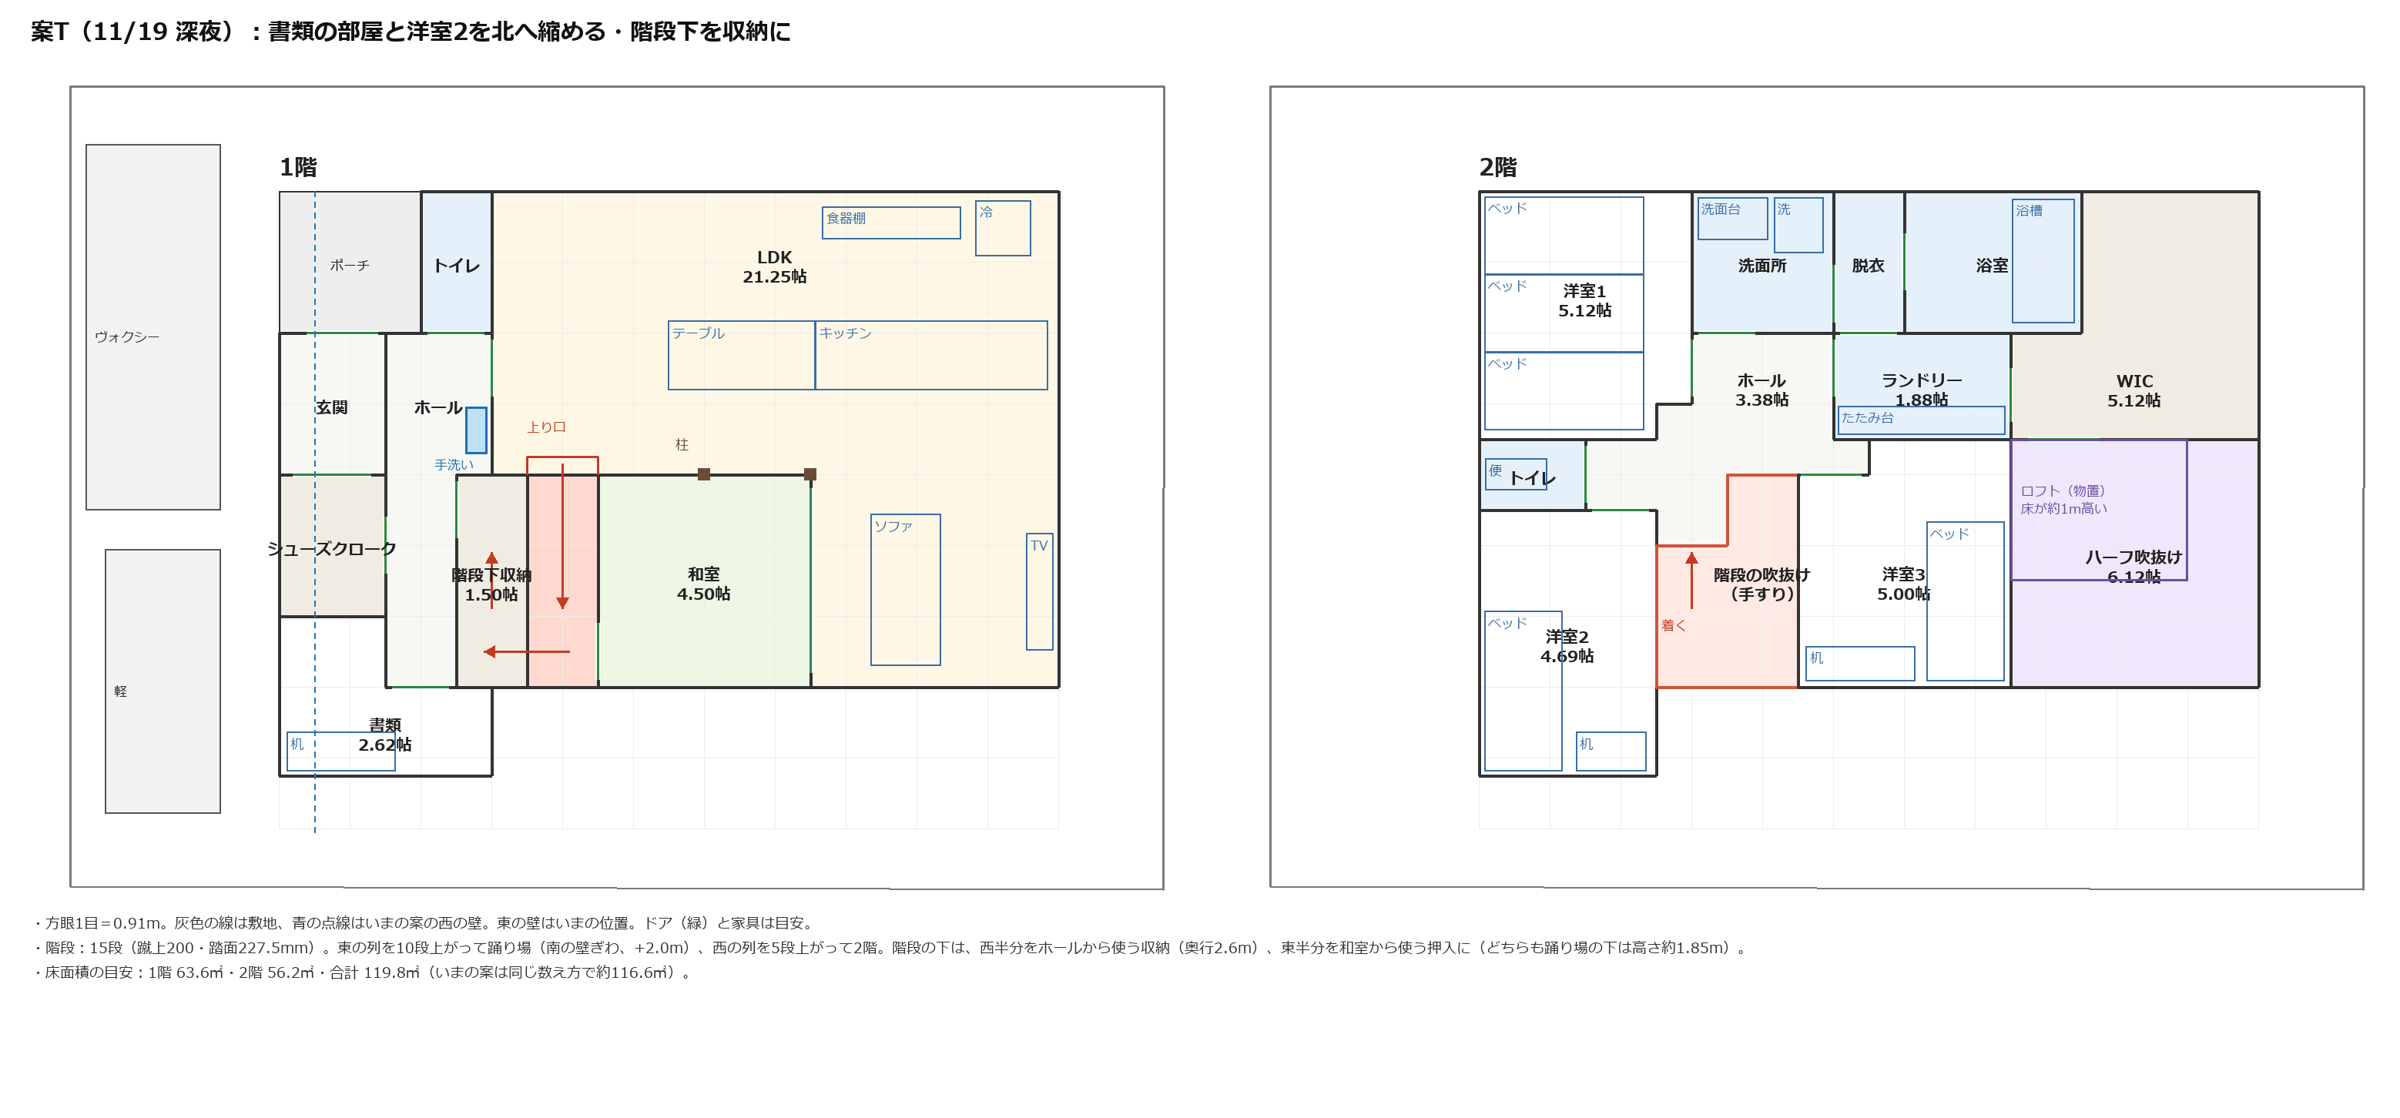 案T（11/19 深夜）：書類の部屋と洋室2を北へ縮める・階段下を収納に
1階
ヴォクシー
軽
ポーチ
トイレ
LDK
21.25帖
食器棚
冷
テーブル
キッチン
玄関
ホール
手洗い
上り口
柱
シューズクローク
階段下収納
1.50帖
和室
4.50帖
ソファ
TV
書類
2.62帖
机
2階
ベッド
ベッド
ベッド
洋室1
5.12帖
洗面台
洗
洗面所
脱衣
浴室
浴槽
ホール
3.38帖
ランドリー
1.88帖
たたみ台
WIC
5.12帖
便
トイレ
ロフト（物置）
床が約1m高い
ハーフ吹抜け
6.12帖
階段の吹抜け
（手すり）
着く
洋室3
5.00帖
ベッド
机
ベッド
洋室2
4.69帖
机
・方眼1目＝0.91m。灰色の線は敷地、青の点線はいまの案の西の壁。東の壁はいまの位置。ドア（緑）と家具は目安。
・階段：15段（蹴上200・踏面227.5mm）。東の列を10段上がって踊り場（南の壁ぎわ、+2.0m）、西の列を5段上がって2階。階段の下は、西半分をホールから使う収納（奥行2.6m）、東半分を和室から使う押入に（どちらも踊り場の下は高さ約1.85m）。
・床面積の目安：1階 63.6㎡・2階 56.2㎡・合計 119.8㎡（いまの案は同じ数え方で約116.6㎡）。